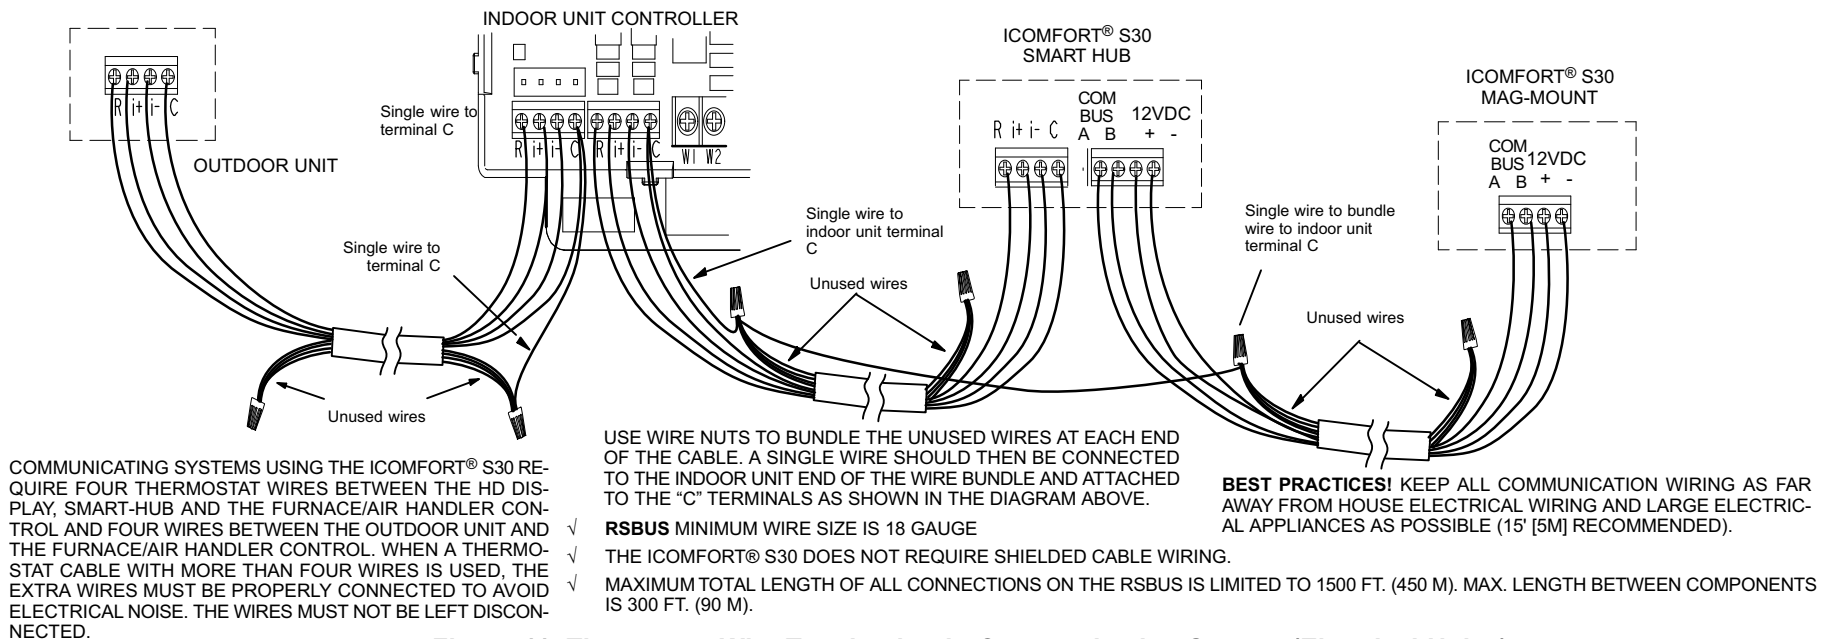 INDOOR UNIT CONTROLLER
R i+ i- C
OUTDOOR UNIT
Single wire to
terminal C
R i+ i- C R i+ i- C
W1 W2
Single wire to
terminal C
Unused wires
ICOMFORT® S30
SMART HUB
R i+ i- C
COM
BUS
A B
12VDC
+ -
Single wire to
indoor unit terminal
C
Unused wires
ICOMFORT® S30
MAG-MOUNT
COM
BUS 12VDC
A B + -
Single wire to bundle
wire to indoor unit
terminal C
Unused wires
COMMUNICATING SYSTEMS USING THE ICOMFORT® S30 RE-
QUIRE FOUR THERMOSTAT WIRES BETWEEN THE HD DIS-
PLAY, SMART-HUB AND THE FURNACE/AIR HANDLER CON-
TROL AND FOUR WIRES BETWEEN THE OUTDOOR UNIT AND
THE FURNACE/AIR HANDLER CONTROL. WHEN A THERMO-
STAT CABLE WITH MORE THAN FOUR WIRES IS USED, THE
EXTRA WIRES MUST BE PROPERLY CONNECTED TO AVOID
ELECTRICAL NOISE. THE WIRES MUST NOT BE LEFT DISCON-
NECTED.
USE WIRE NUTS TO BUNDLE THE UNUSED WIRES AT EACH END
OF THE CABLE. A SINGLE WIRE SHOULD THEN BE CONNECTED
TO THE INDOOR UNIT END OF THE WIRE BUNDLE AND ATTACHED
TO THE “C” TERMINALS AS SHOWN IN THE DIAGRAM ABOVE.
√ RSBUS MINIMUM WIRE SIZE IS 18 GAUGE
√ THE ICOMFORT® S30 DOES NOT REQUIRE SHIELDED CABLE WIRING.
√ MAXIMUM TOTAL LENGTH OF ALL CONNECTIONS ON THE RSBUS IS LIMITED TO 1500 FT. (450 M). MAX. LENGTH BETWEEN COMPONENTS
IS 300 FT. (90 M).
BEST PRACTICES! KEEP ALL COMMUNICATION WIRING AS FAR
AWAY FROM HOUSE ELECTRICAL WIRING AND LARGE ELECTRIC-
AL APPLIANCES AS POSSIBLE (15' [5M] RECOMMENDED).